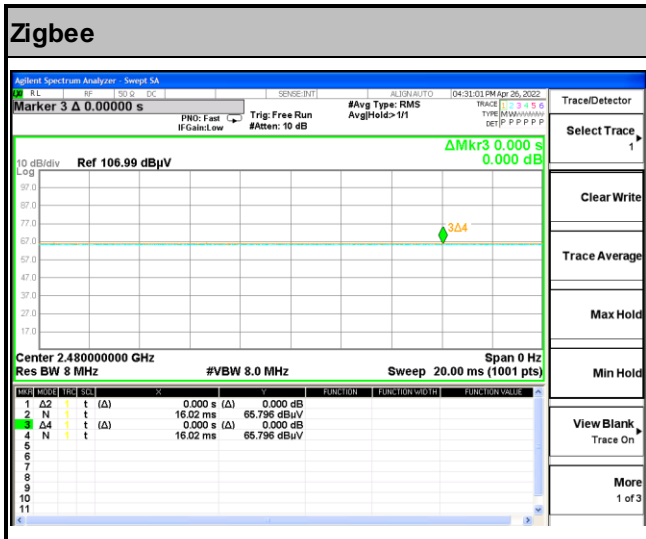 Zigbee
Agilent Spectrum Analyzer - Swept SA
RL RF 50 Ω DC SENSE:INT ALIGN AUTO 04:31:01 PM Apr 26, 2022
Marker 3 Δ 0.00000 s
PNO: Fast
IFGain:Low
Trig: Free Run
#Atten: 10 dB
#Avg Type: RMS
Avg|Hold:>1/1
TRACE 1 2 3 4 5 6
TYPE
DET P P P P P P
Trace/Detector
ΔMkr3 0.000 s
0.000 dB
10 dB/div Ref 106.99 dBµV
Log
97.0
87.0
77.0
67.0
57.0
47.0
37.0
27.0
17.0
3Δ4
Center 2.480000000 GHz Span 0 Hz
Res BW 8 MHz #VBW 8.0 MHz Sweep 20.00 ms (1001 pts)
MKR MODE TRC SCL X Y FUNCTION FUNCTION WIDTH FUNCTION VALUE
1 Δ2 1 t (Δ) 0.000 s (Δ) 0.000 dB
2 N 1 t 16.02 ms 65.796 dBµV
3 Δ4 1 t (Δ) 0.000 s (Δ) 0.000 dB
4 N 1 t 16.02 ms 65.796 dBµV
5
6
7
8
9
10
11
Select Trace
1
Clear Write
Trace Average
Max Hold
Min Hold
View Blank
Trace On
More
1 of 3